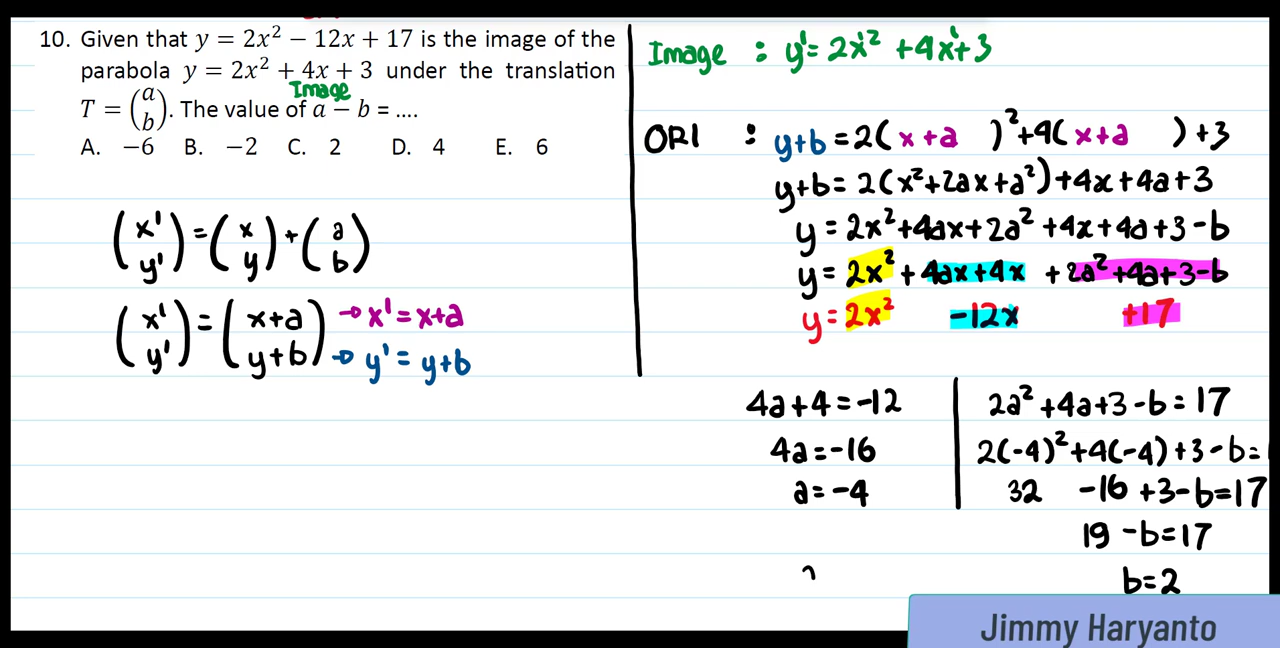 10. Given that y = 2x² − 12x + 17 is the image of the
parabola y = 2x² + 4x + 3 under the translation
Image
T = (a b). The value of a − b = ....
A. −6 B. −2 C. 2 D. 4 E. 6
(x' y') = (x y) + (a b)
(x' y') = (x+a y+b) → x' = x+a
→ y' = y+b
Image : y' = 2x'² + 4x' + 3
ORI : y+b = 2( x+a )² + 4( x+a ) + 3
y+b = 2(x²+2ax+a²)+4x+4a+3
y = 2x²+4ax+2a²+4x+4a+3-b
y = 2x² + 4ax+4x + 2a²+4a+3-b
y = 2x² -12x +17
4a+4 = -12
4a = -16
a = -4
2a²+4a+3-b = 17
2(-4)²+4(-4)+3-b =
32 -16 +3-b = 17
19 -b = 17
b = 2
Jimmy Haryanto